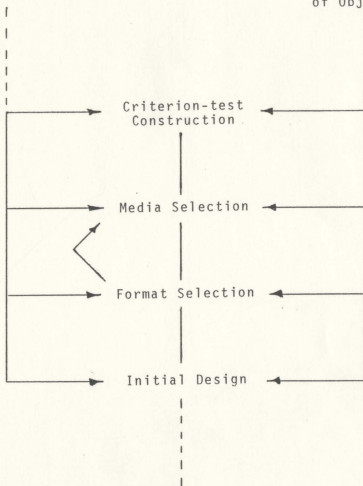 of Obj
Criterion-test
Construction
Media Selection
Format Selection
Initial Design